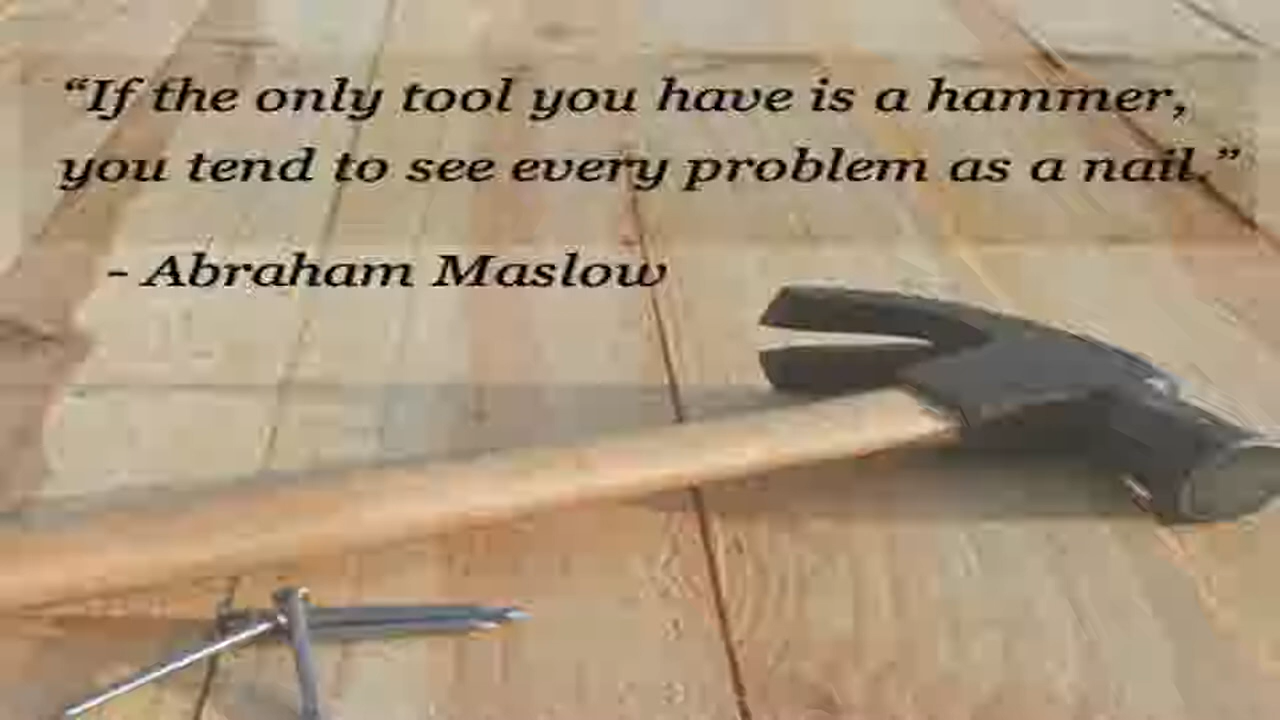 “If the only tool you have is a hammer,
you tend to see every problem as a nail.”
- Abraham Maslow